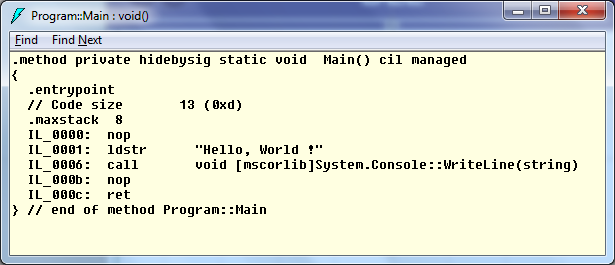 Program::Main : void()
Find Find Next
.method private hidebysig static void  Main() cil managed
{
  .entrypoint
  // Code size       13 (0xd)
  .maxstack  8
  IL_0000:  nop
  IL_0001:  ldstr      "Hello, World !"
  IL_0006:  call       void [mscorlib]System.Console::WriteLine(string)
  IL_000b:  nop
  IL_000c:  ret
} // end of method Program::Main